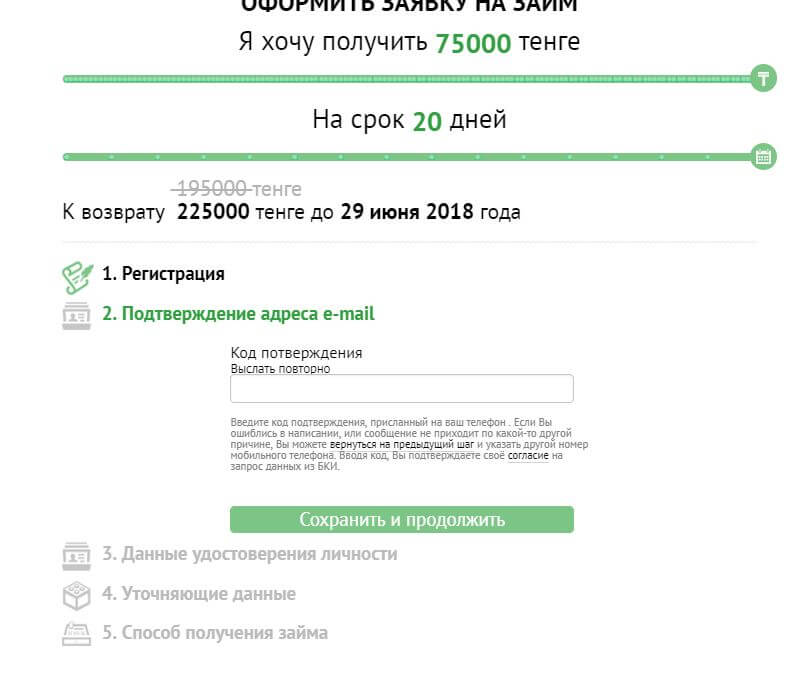 ОФОРМИТЬ ЗАЯВКУ НА ЗАЙМ
Я хочу получить 75000 тенге
На срок 20 дней
195000 тенге
К возврату 225000 тенге до 29 июня 2018 года
1. Регистрация
2. Подтверждение адреса e-mail
Код потверждения
Выслать повторно
Введите код подтверждения, присланный на ваш телефон . Если Вы
ошиблись в написании, или сообщение не приходит по какой-то другой
причине, Вы можете вернуться на предыдущий шаг и указать другой номер
мобильного телефона. Вводя код, Вы подтверждаете своё согласие на
запрос данных из БКИ.
Сохранить и продолжить
3. Данные удостоверения личности
4. Уточняющие данные
5. Способ получения займа